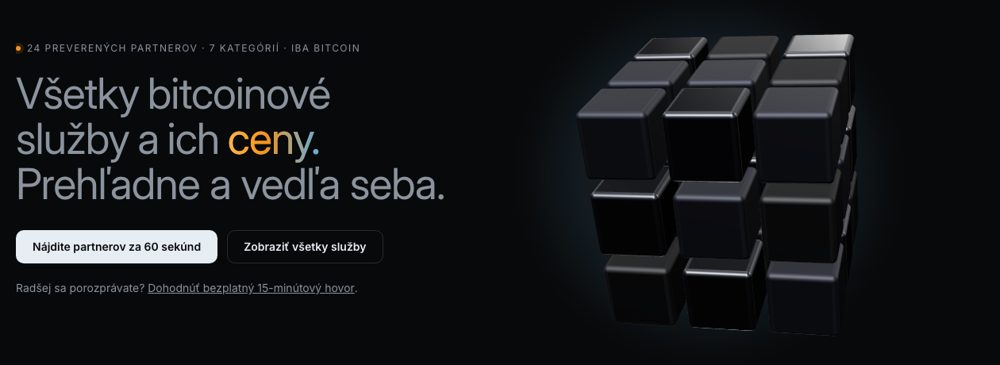 24 PREVERENÝCH PARTNEROV · 7 KATEGÓRIÍ · IBA BITCOIN
Všetky bitcoinové
služby a ich ceny.
Prehľadne a vedľa seba.
Nájdite partnerov za 60 sekúnd
Zobraziť všetky služby
Radšej sa porozprávate? Dohodnúť bezplatný 15-minútový hovor.